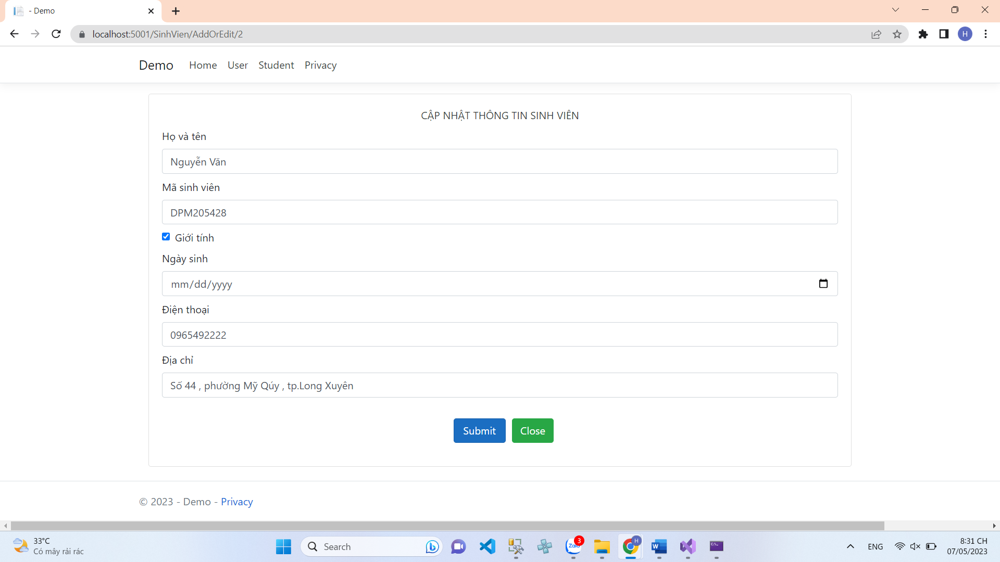 - Demo
localhost:5001/SinhVien/AddOrEdit/2
H
Demo Home User Student Privacy
CẬP NHẬT THÔNG TIN SINH VIÊN
Họ và tên
Nguyễn Văn
Mã sinh viên
DPM205428
Giới tính
Ngày sinh
mm/dd/yyyy
Điện thoại
0965492222
Địa chỉ
Số 44 , phường Mỹ Qúy , tp.Long Xuyên
Submit Close
© 2023 - Demo - Privacy
33°C
Có mây rải rác
Search
Zalo
3
H
W
C:\_
ENG
8:31 CH
07/05/2023